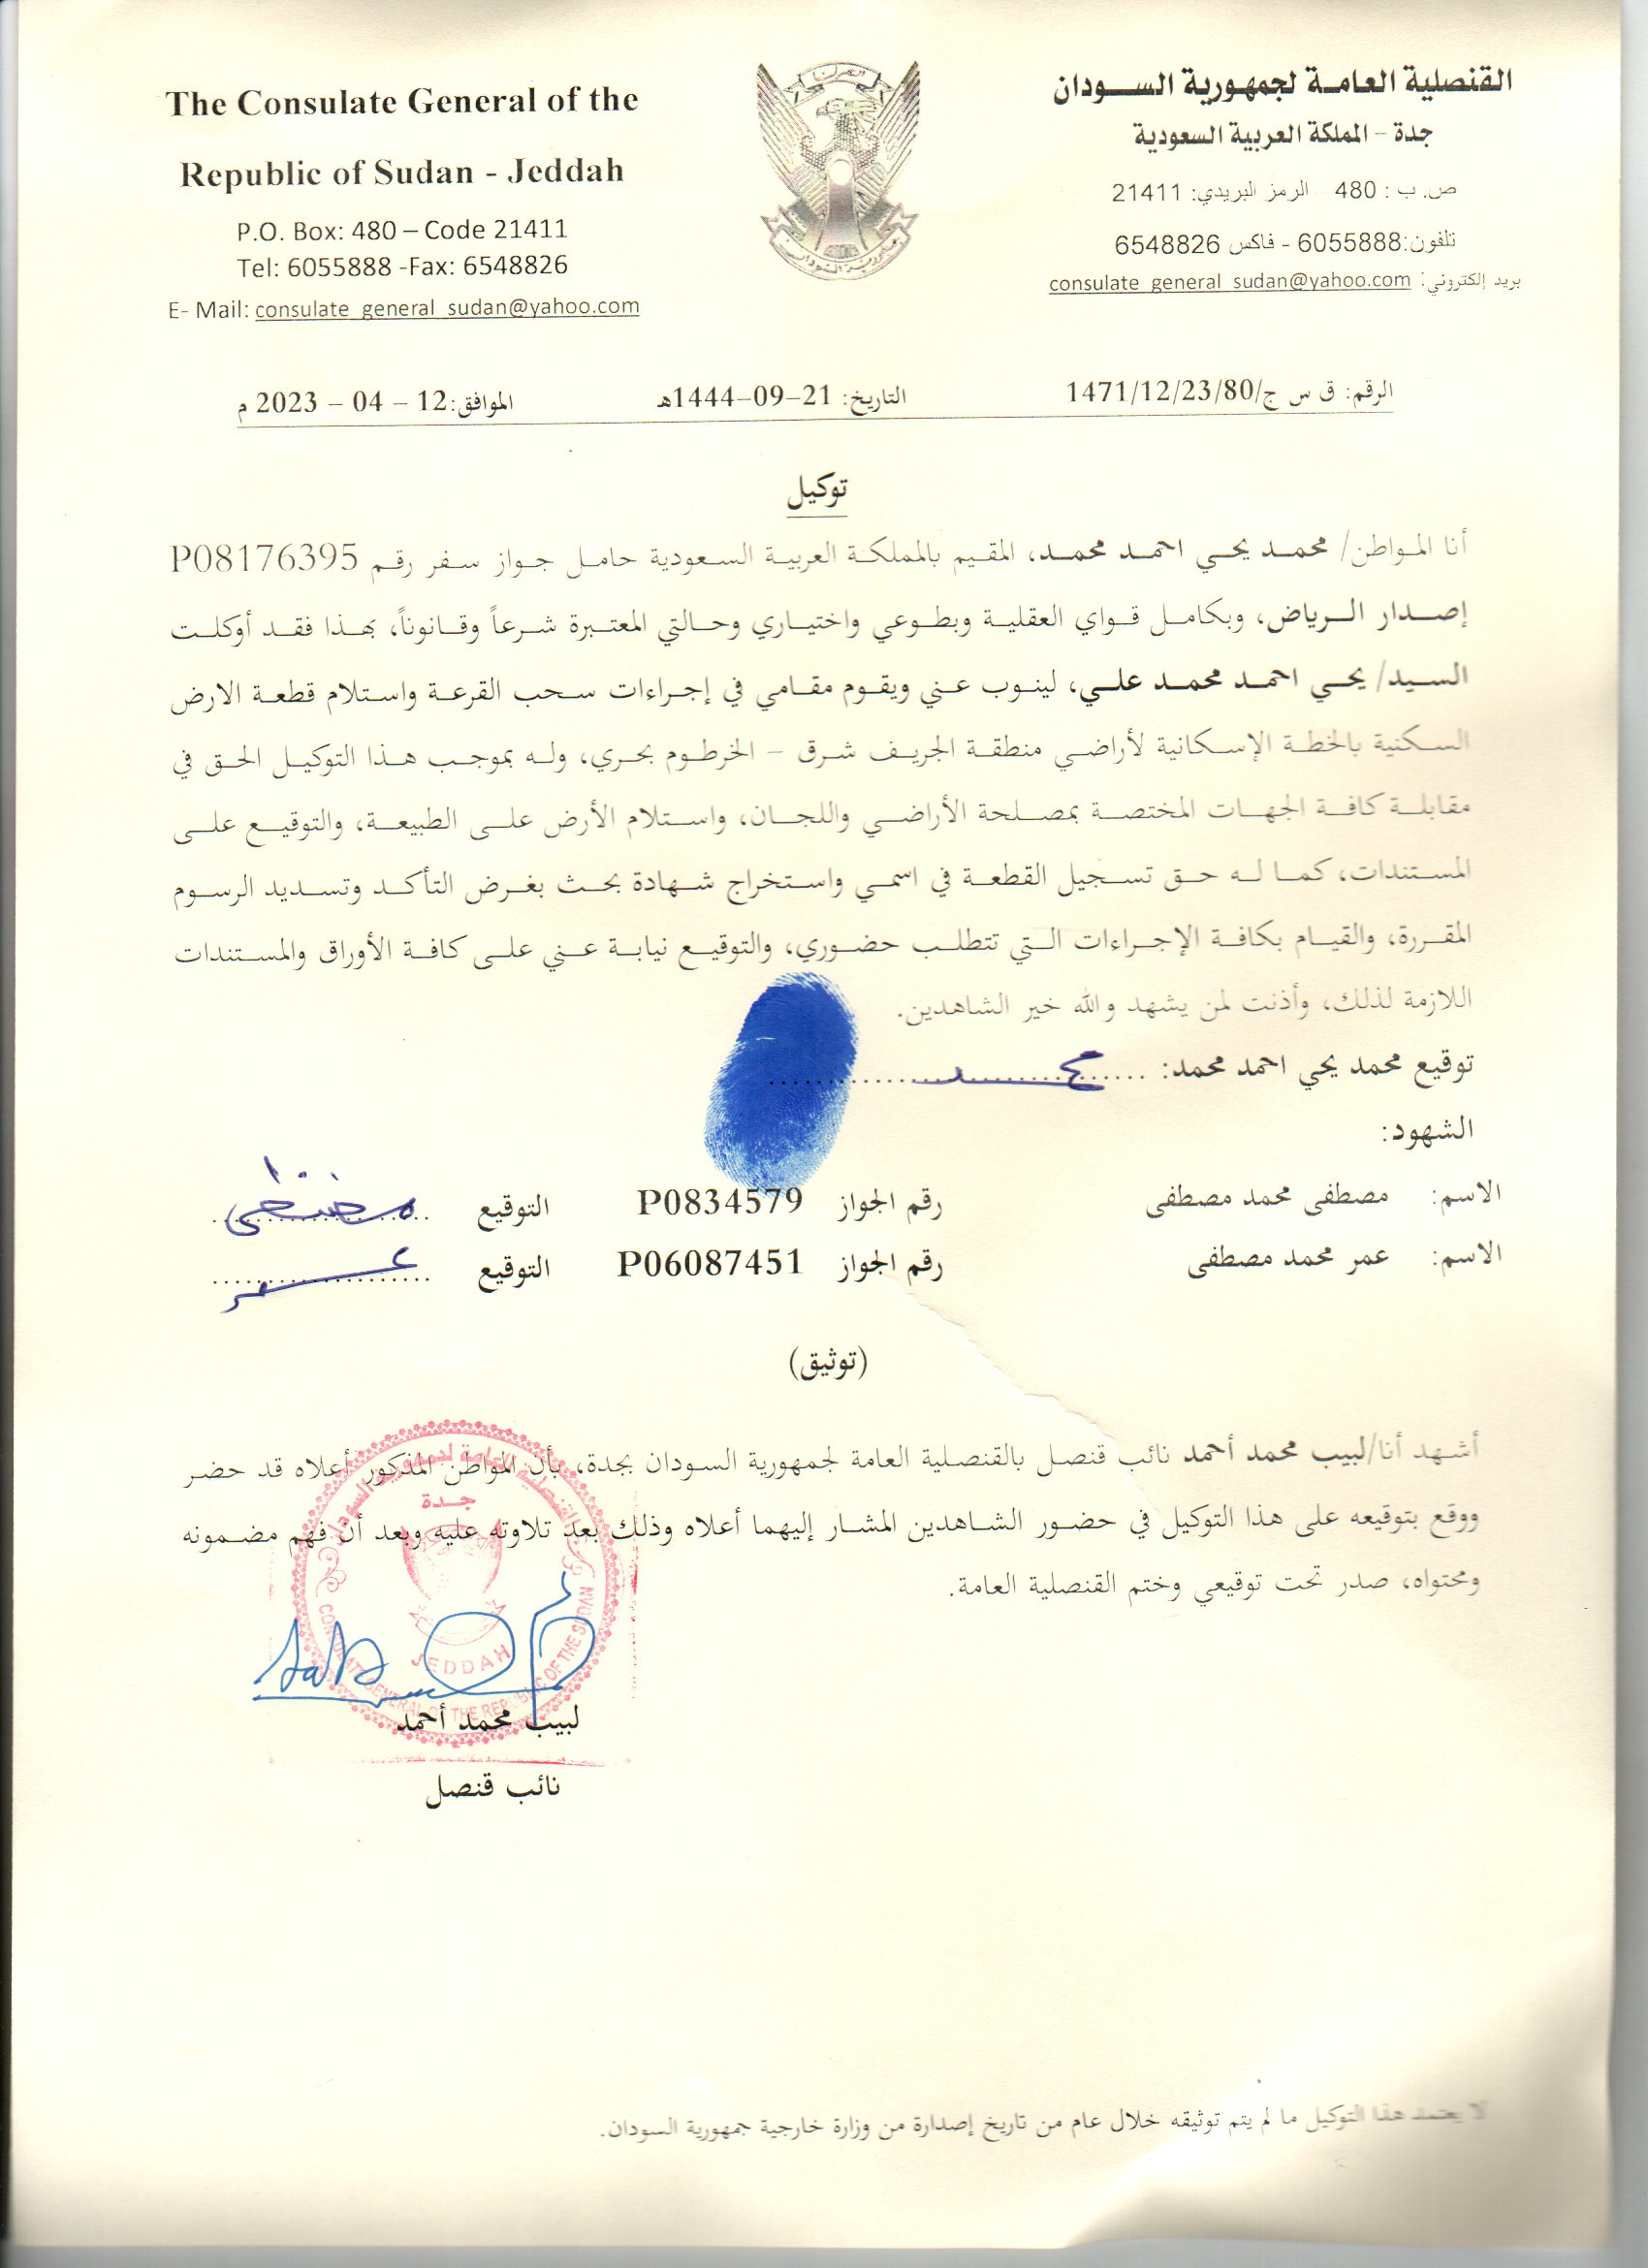 The Consulate General of the
Republic of Sudan - Jeddah
P.O. Box: 480 – Code 21411
Tel: 6055888 -Fax: 6548826
E- Mail: consulate_general_sudan@yahoo.com
القنصلية العامة لجمهورية السودان
جدة - المملكة العربية السعودية
ص. ب : 480 الرمز البريدي: 21411
تلفون:6055888 - فاكس 6548826
بريد إلكتروني: consulate_general_sudan@yahoo.com
جمهورية السودان
الرقم: ق س ج/1471/12/23/80 التاريخ: 21-09-1444هـ الموافق:12 – 04 – 2023 م
توكيل
أنا المواطن/ محمد يحي احمد محمد، المقيم بالمملكة العربية السعودية حامل جواز سفر رقم P08176395
إصدار الرياض، وبكامل قواي العقلية وبطوعي واختياري وحالتي المعتبرة شرعاً وقانوناً، بهذا فقد أوكلت
السيد/ يحي احمد محمد علي، لينوب عني ويقوم مقامي في إجراءات سحب القرعة واستلام قطعة الارض
السكنية بالخطة الإسكانية لأراضي منطقة الجريف شرق – الخرطوم بحري، وله بموجب هذا التوكيل الحق في
مقابلة كافة الجهات المختصة بمصلحة الأراضي واللجان، واستلام الأرض على الطبيعة، والتوقيع على
المستندات، كما له حق تسجيل القطعة في اسمي واستخراج شهادة بحث بغرض التأكد وتسديد الرسوم
المقررة، والقيام بكافة الإجراءات التي تتطلب حضوري، والتوقيع نيابة عني على كافة الأوراق والمستندات
اللازمة لذلك، وأذنت لمن يشهد والله خير الشاهدين.
توقيع محمد يحي احمد محمد: ..............................
الشهود:
الاسم: مصطفى محمد مصطفى رقم الجواز P0834579 التوقيع مصطفى
الاسم: عمر محمد مصطفى رقم الجواز P06087451 التوقيع عمر
(توثيق)
أشهد أنا/لبيب محمد أحمد نائب قنصل بالقنصلية العامة لجمهورية السودان بجدة، بأن المواطن المذكور أعلاه قد حضر
ووقع بتوقيعه على هذا التوكيل في حضور الشاهدين المشار إليهما أعلاه وذلك بعد تلاوته عليه وبعد أن فهم مضمونه
ومحتواه، صدر تحت توقيعي وختم القنصلية العامة.
القنصلية العامة لجمهورية السودان
جدة
JEDDAH
CONSULATE GENERAL OF THE REPUBLIC OF THE SUDAN
لبيب محمد أحمد
نائب قنصل
لا يعتمد هذا التوكيل ما لم يتم توثيقه خلال عام من تاريخ إصدارة من وزارة خارجية جمهورية السودان.